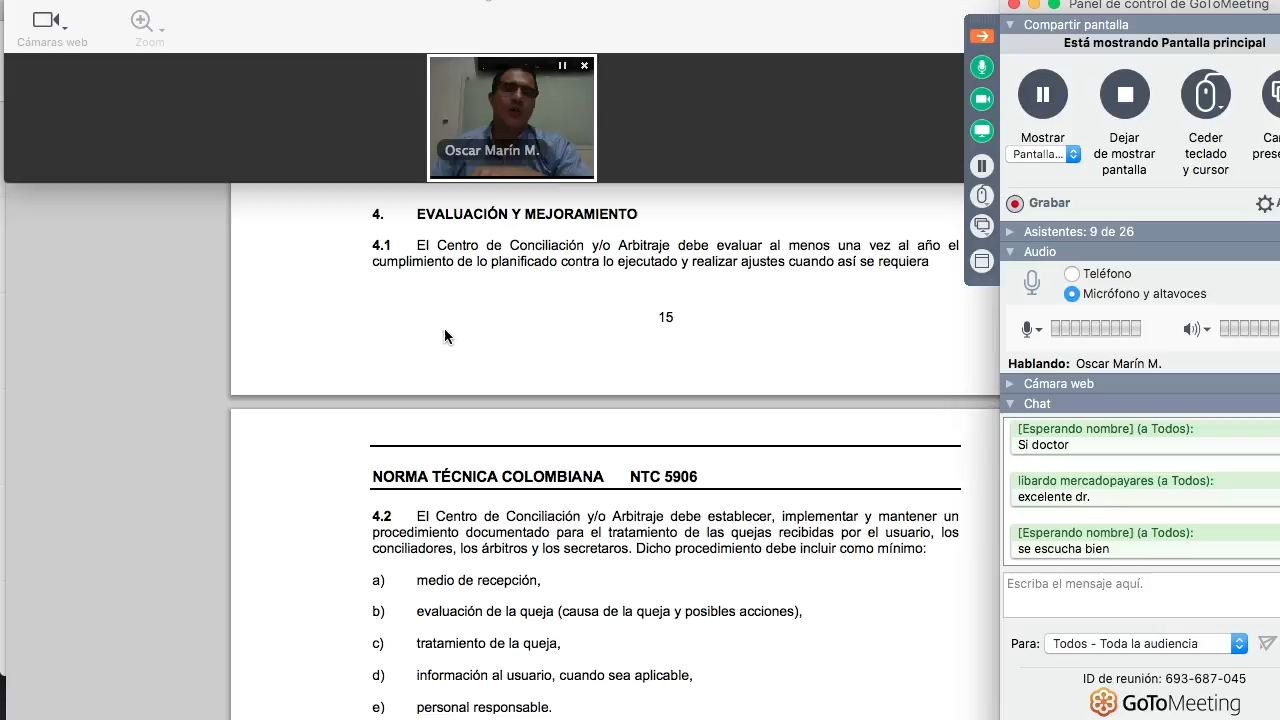 Cámaras web
Zoom
Oscar Marín M.
4. EVALUACIÓN Y MEJORAMIENTO
4.1 El Centro de Conciliación y/o Arbitraje debe evaluar al menos una vez al año el
cumplimiento de lo planificado contra lo ejecutado y realizar ajustes cuando así se requiera
15
NORMA TÉCNICA COLOMBIANA NTC 5906
4.2 El Centro de Conciliación y/o Arbitraje debe establecer, implementar y mantener un
procedimiento documentado para el tratamiento de las quejas recibidas por el usuario, los
conciliadores, los árbitros y los secretaros. Dicho procedimiento debe incluir como mínimo:
a) medio de recepción,
b) evaluación de la queja (causa de la queja y posibles acciones),
c) tratamiento de la queja,
d) información al usuario, cuando sea aplicable,
e) personal responsable.
Panel de control de GoToMeeting
Compartir pantalla
Está mostrando Pantalla principal
Mostrar
Pantalla...
Dejar
de mostrar
pantalla
Ceder
teclado
y cursor
Ca
prese
Grabar
A
Asistentes: 9 de 26
Audio
Teléfono
Micrófono y altavoces
Hablando: Oscar Marín M.
Cámara web
Chat
[Esperando nombre] (a Todos):
Si doctor
libardo mercadopayares (a Todos):
excelente dr.
[Esperando nombre] (a Todos):
se escucha bien
Escriba el mensaje aquí.
Para: Todos - Toda la audiencia
ID de reunión: 693-687-045
GoToMeeting